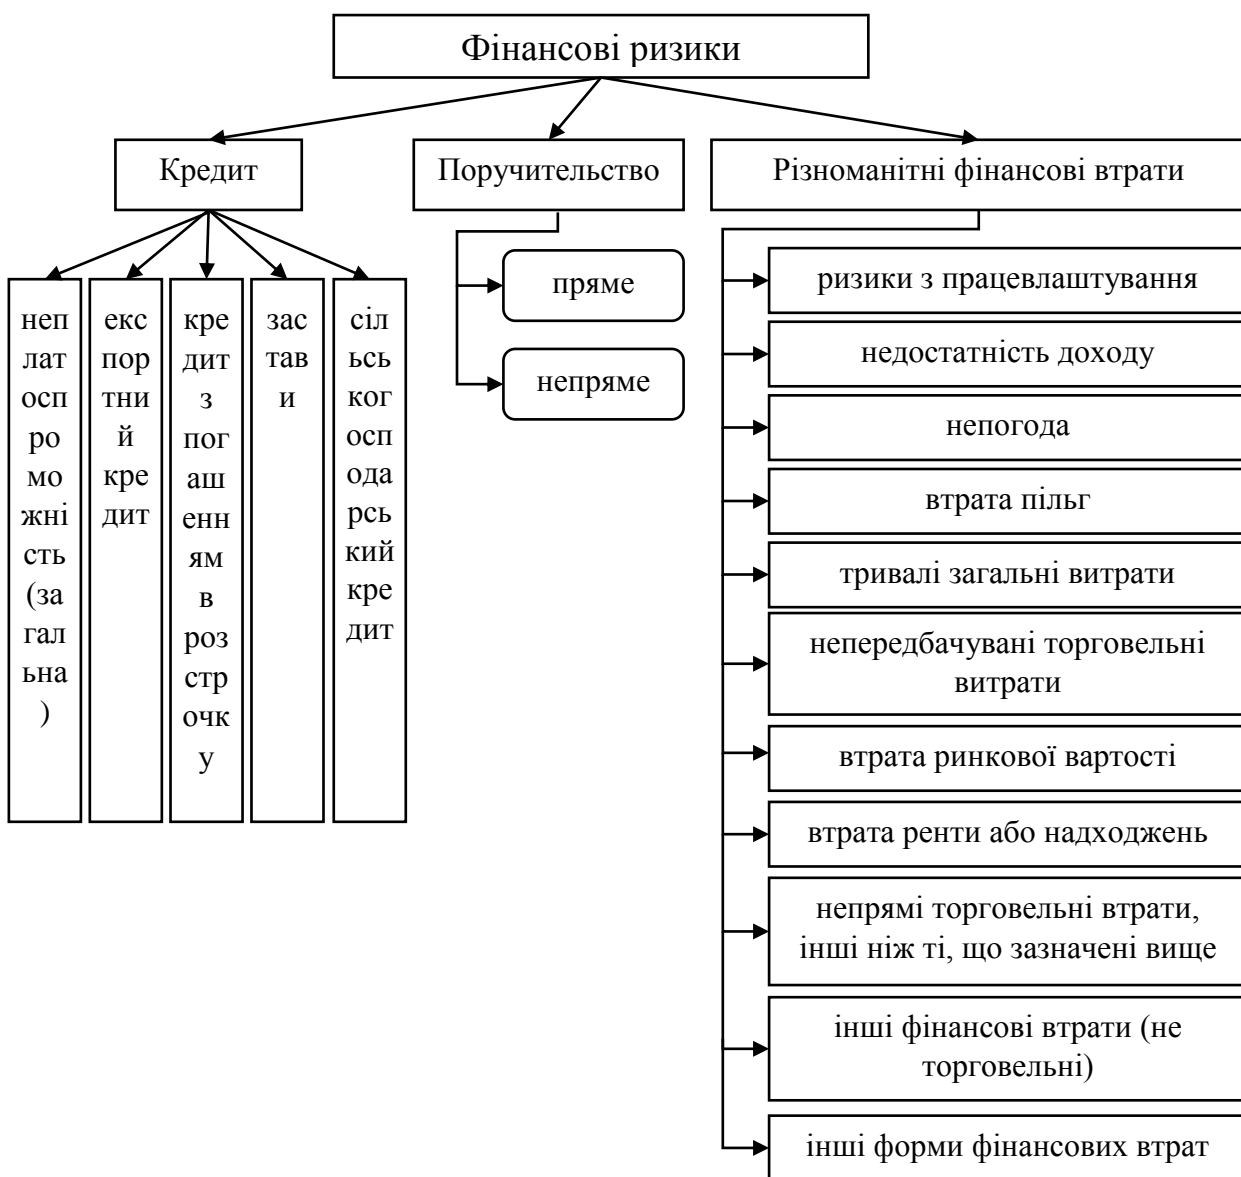 Фінансові ризики
Кредит
Поручительство
Різноманітні фінансові втрати
неп
лат
осп
ро
мо
жні
сть
(за
гал
ьна
)
екс
пор
тни
й
кре
дит
кре
дит
з
пог
аш
енн
ям
в
роз
стр
очк
у
зас
тав
и
сіл
ьсь
ког
осп
ода
рсь
кий
кре
дит
пряме
непряме
ризики з працевлаштування
недостатність доходу
непогода
втрата пільг
тривалі загальні витрати
непередбачувані торговельні
витрати
втрата ринкової вартості
втрата ренти або надходжень
непрямі торговельні втрати,
інші ніж ті, що зазначені вище
інші фінансові втрати (не
торговельні)
інші форми фінансових втрат